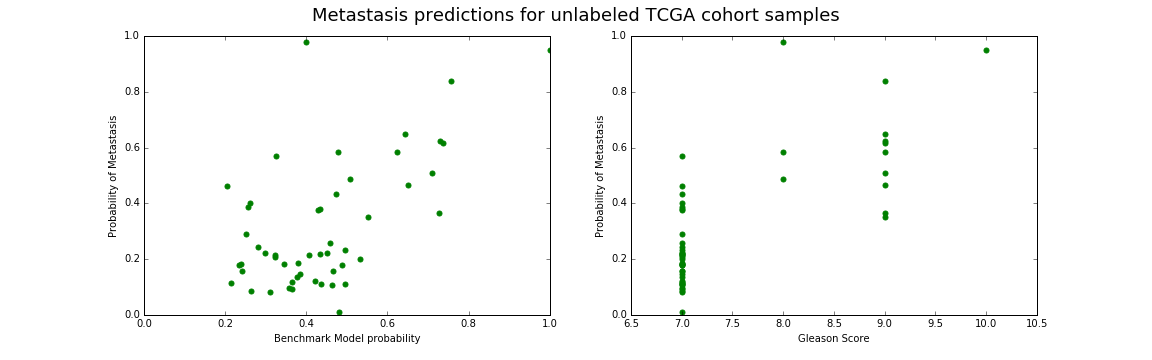 Metastasis predictions for unlabeled TCGA cohort samples
Probability of Metastasis
1.0
0.8
0.6
0.4
0.2
0.0
0.0 0.2 0.4 0.6 0.8 1.0
Benchmark Model probability
Probability of Metastasis
1.0
0.8
0.6
0.4
0.2
0.0
6.5 7.0 7.5 8.0 8.5 9.0 9.5 10.0 10.5
Gleason Score